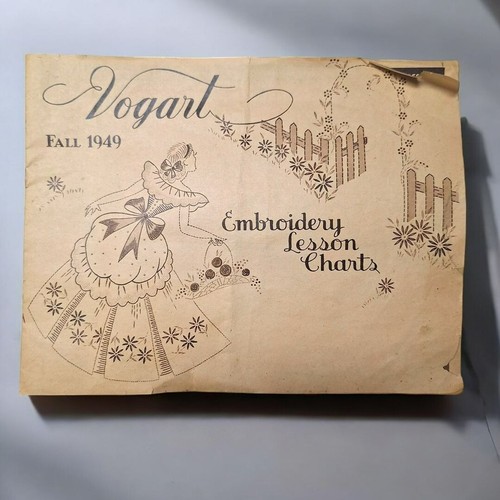 Vogart
FALL 1949
Embroidery
Lesson
Charts